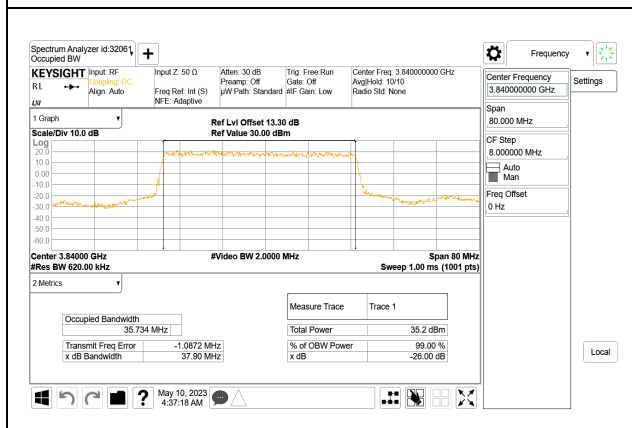 Spectrum Analyzer id:32061
Occupied BW
Frequency
KEYSIGHT
R L
LXI
Input: RF
Coupling: DC
Align: Auto
Input Z: 50 Ω
Freq Ref: Int (S)
NFE: Adaptive
Atten: 30 dB
Preamp: Off
µW Path: Standard
Trig: Free Run
Gate: Off
#IF Gain: Low
Center Freq: 3.840000000 GHz
Avg|Hold: 10/10
Radio Std: None
Center Frequency
3.840000000 GHz
Settings
Span
80.000 MHz
CF Step
8.000000 MHz
Auto
Man
Freq Offset
0 Hz
Local
1 Graph
Scale/Div 10.0 dB
Ref Lvl Offset 13.30 dB
Ref Value 30.00 dBm
Log
20.0
10.0
0.00
-10.0
-20.0
-30.0
-40.0
-50.0
-60.0
Center 3.84000 GHz
#Video BW 2.0000 MHz
Span 80 MHz
#Res BW 620.00 kHz
Sweep 1.00 ms (1001 pts)
2 Metrics
Measure Trace Trace 1
Occupied Bandwidth
35.734 MHz
Total Power 35.2 dBm
Transmit Freq Error -1.0872 MHz
% of OBW Power 99.00 %
x dB Bandwidth 37.90 MHz
x dB -26.00 dB
?
May 10, 2023
4:37:18 AM